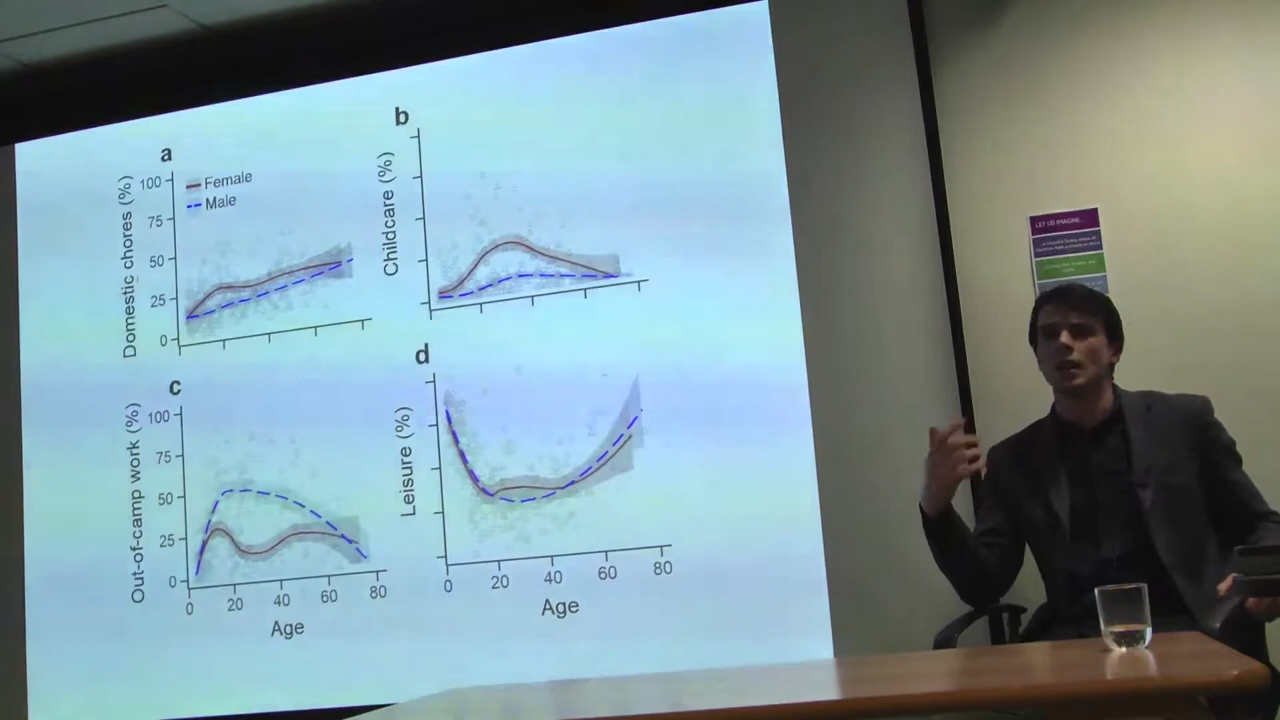 a
Domestic chores (%)
100
75
50
25
0
Female
Male
b
Childcare (%)
c
Out-of-camp work (%)
100
75
50
25
0
0 20 40 60 80
Age
d
Leisure (%)
0 20 40 60 80
Age
LET US IMAGINE...